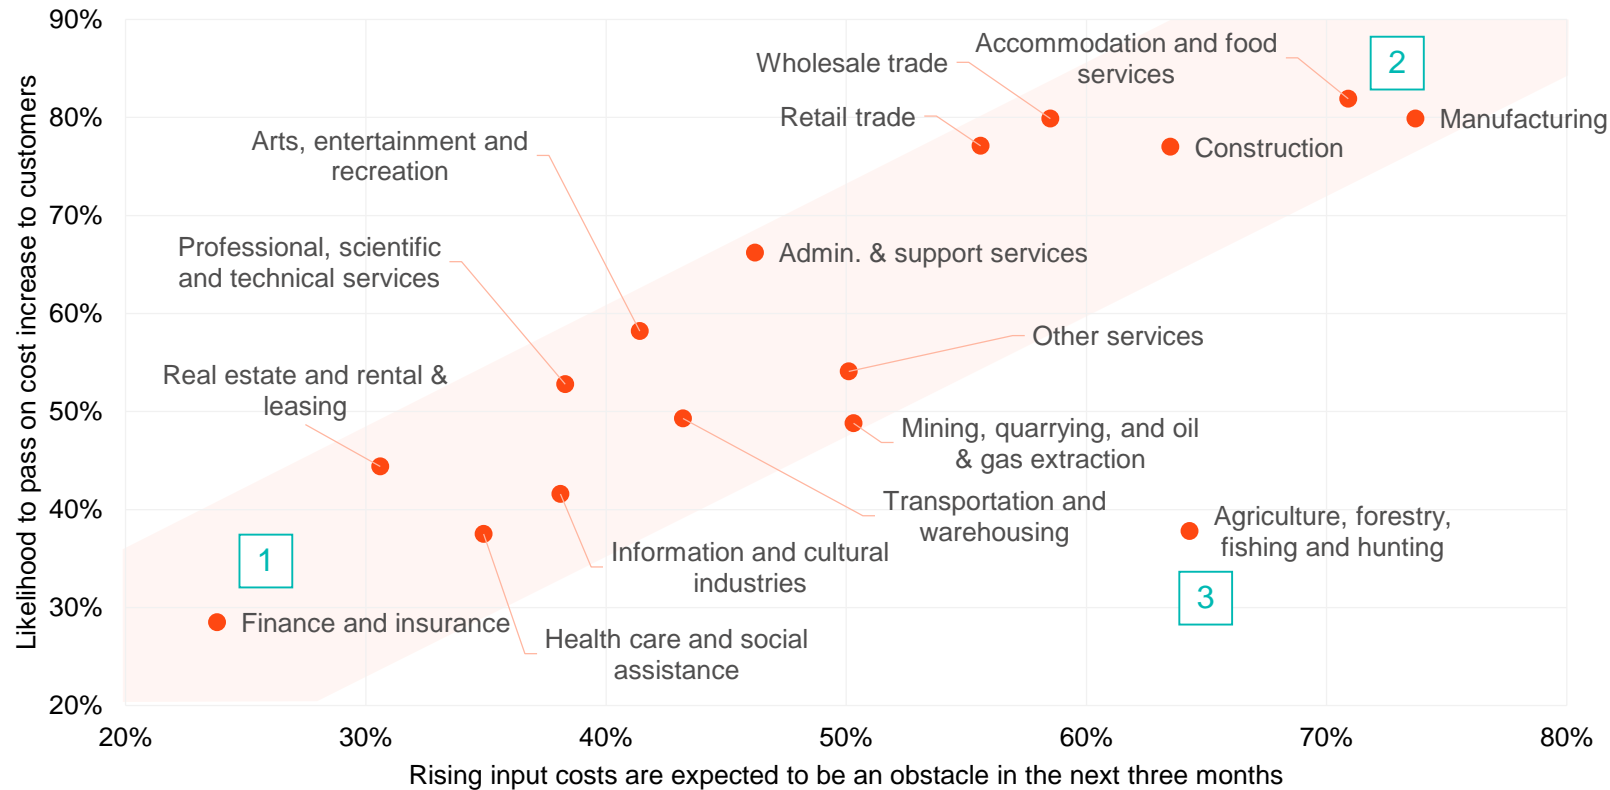 90%
80%
70%
60%
50%
40%
30%
20%
Likelihood to pass on cost increase to customers
Wholesale trade
Accommodation and food
services
2
Retail trade
Manufacturing
Construction
Arts, entertainment and
recreation
Professional, scientific
and technical services
Admin. & support services
Other services
Real estate and rental &
leasing
Mining, quarrying, and oil
& gas extraction
Transportation and
warehousing
Agriculture, forestry,
fishing and hunting
1
Information and cultural
industries
3
Finance and insurance
Health care and social
assistance
20%
30%
40%
50%
60%
70%
80%
Rising input costs are expected to be an obstacle in the next three months